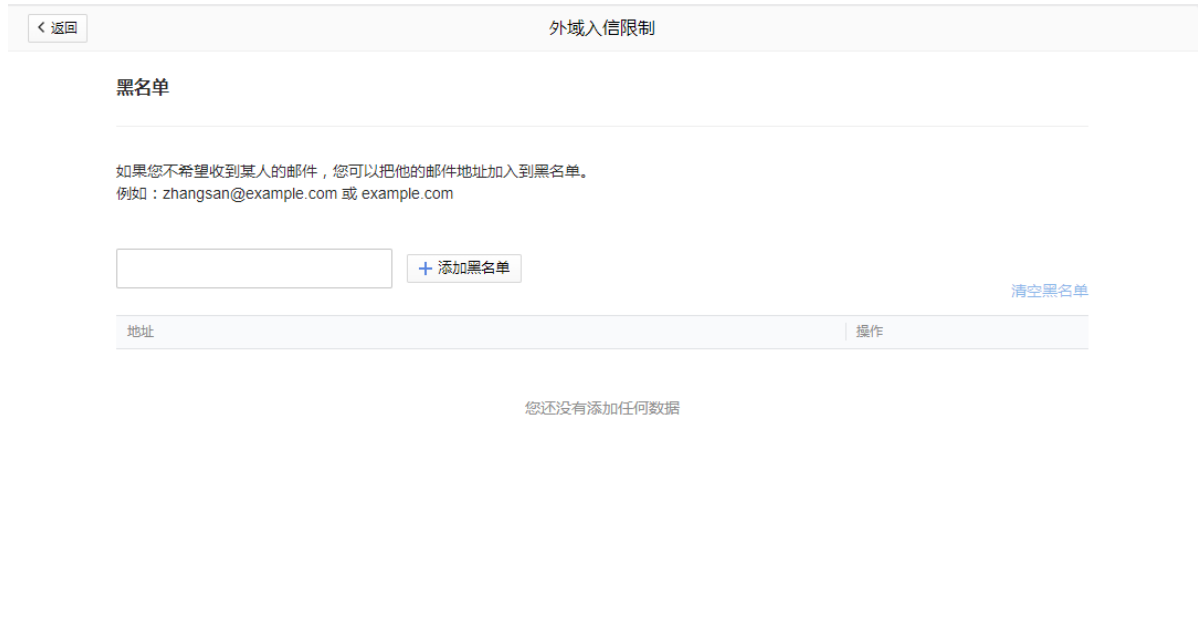 返回
外域入信限制
黑名单
如果您不希望收到某人的邮件，您可以把他的邮件地址加入到黑名单。
例如：zhangsan@example.com 或 example.com
添加黑名单
清空黑名单
地址 操作
您还没有添加任何数据